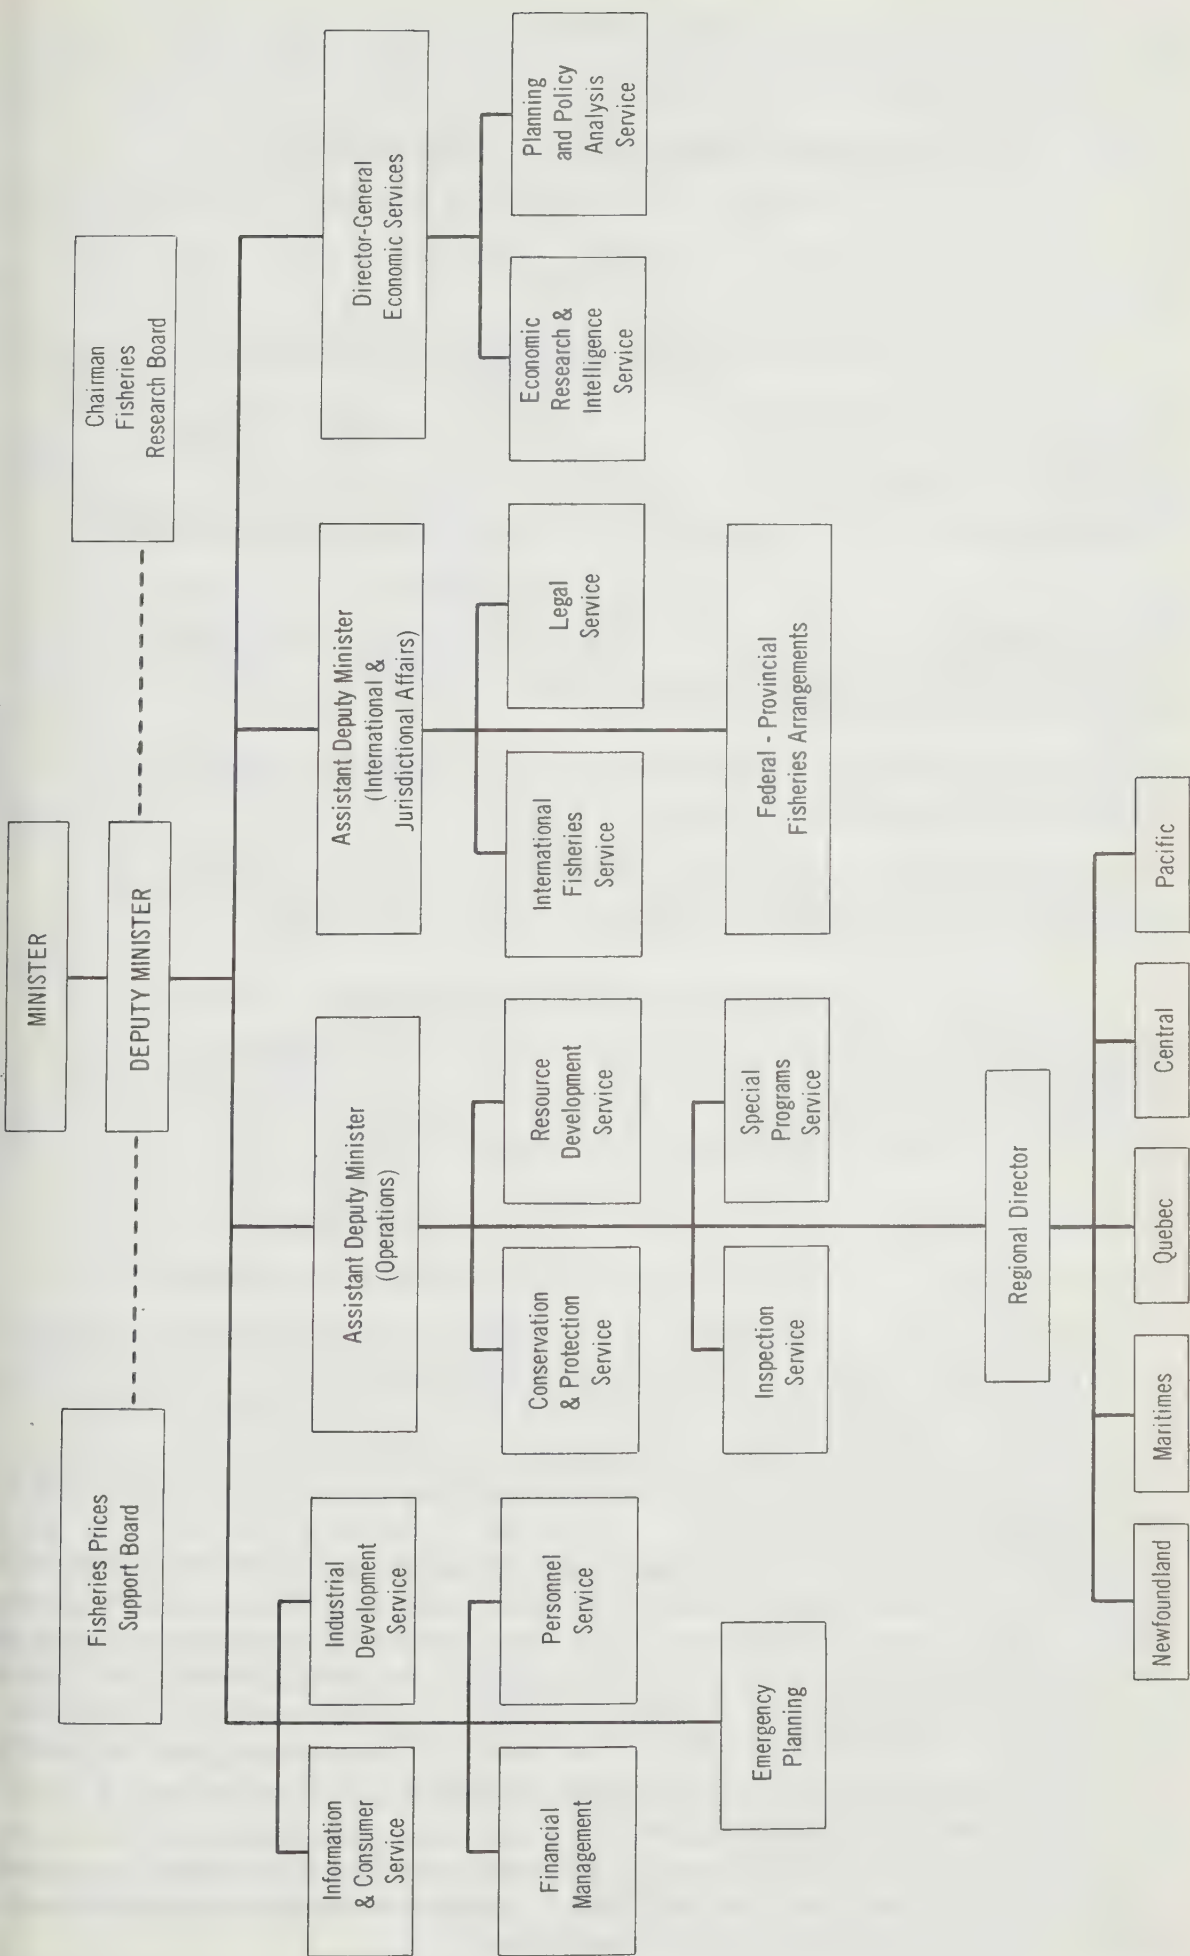 MINISTER
Fisheries Prices
Support Board
DEPUTY MINISTER
Chairman
Fisheries
Research Board
Information
& Consumer
Service
Industrial
Development
Service
Financial
Management
Personnel
Service
Emergency
Planning
Assistant Deputy Minister
(Operations)
Conservation
& Protection
Service
Resource
Development
Service
Inspection
Service
Special
Programs
Service
Regional Director
Newfoundland
Maritimes
Quebec
Central
Pacific
Assistant Deputy Minister
(International &
Jurisdictional Affairs)
International
Fisheries
Service
Legal
Service
Federal - Provincial
Fisheries Arrangements
Director-General
Economic Services
Economic
Research &
Intelligence
Service
Planning
and Policy
Analysis
Service